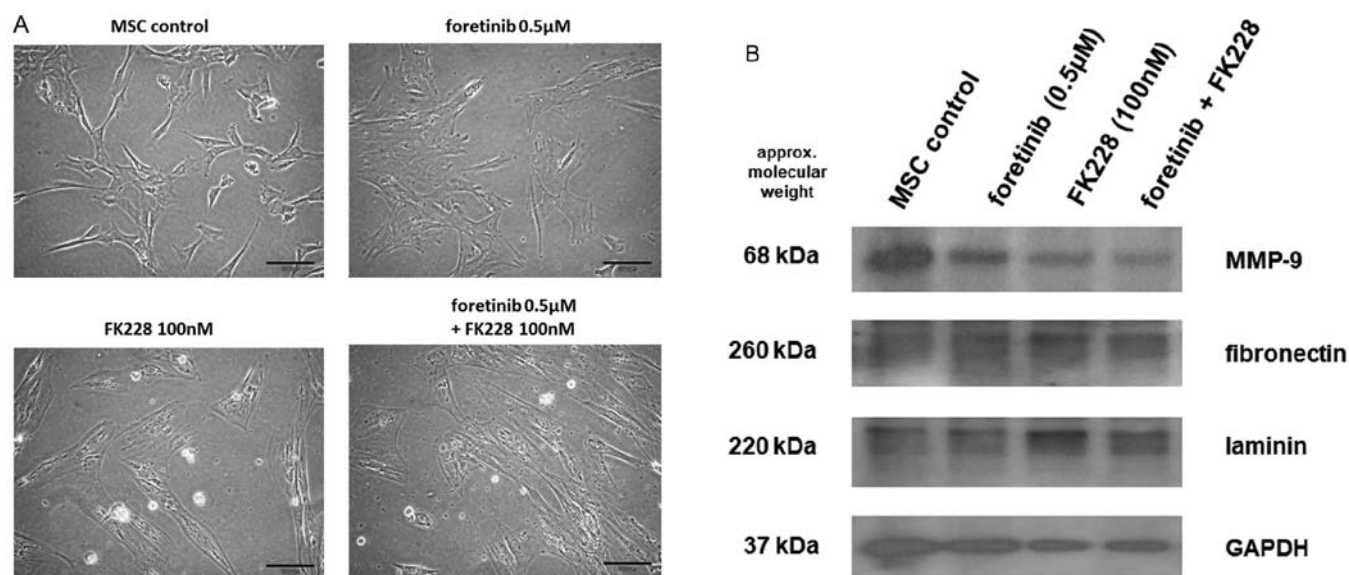 A
MSC control
foretinib 0.5µM
FK228 100nM
foretinib 0.5µM
+ FK228 100nM
B
approx.
molecular
weight
MSC control
foretinib (0.5µM)
FK228 (100nM)
foretinib + FK228
68 kDa
MMP-9
260 kDa
fibronectin
220 kDa
laminin
37 kDa
GAPDH